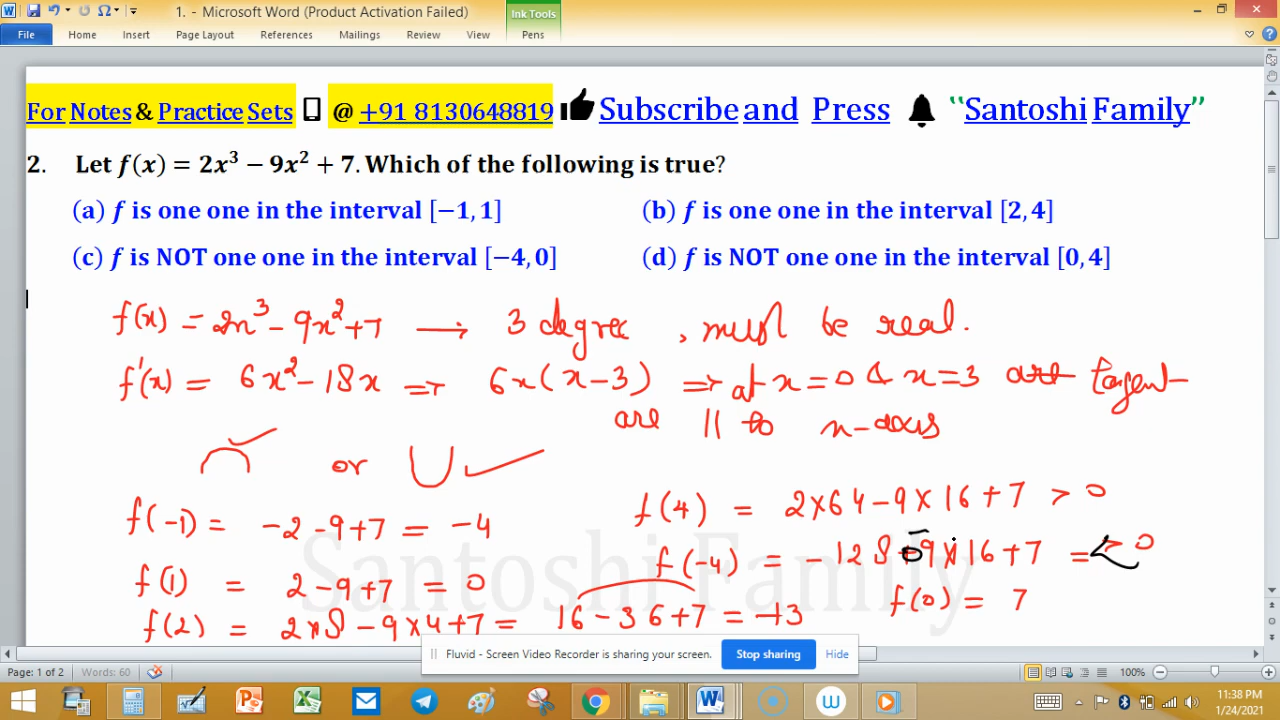 1. - Microsoft Word (Product Activation Failed)
Ink Tools
File Home Insert Page Layout References Mailings Review View Pens
For Notes & Practice Sets @ +91 8130648819 Subscribe and Press "Santoshi Family"
2. Let f(x) = 2x³ − 9x² + 7. Which of the following is true?
(a) f is one one in the interval [−1, 1] (b) f is one one in the interval [2, 4]
(c) f is NOT one one in the interval [−4, 0] (d) f is NOT one one in the interval [0, 4]
f(x) = 2x³ - 9x² + 7 → 3 degree, must be real.
f'(x) = 6x² - 18x ⇒ 6x(x-3) ⇒ at x=0 & x=3 are tangent
are || to x-axis
or
f(-1) = -2-9+7 = -4
f(4) = 2×64-9×16+7 > 0
f(-4) = -128-9×16+7 = < 0
f(1) = 2-9+7 = 0
f(0) = 7
f(2) = 2×8-9×4+7 = 16-36+7 = -13
Santoshi Family
Fluvid - Screen Video Recorder is sharing your screen. Stop sharing Hide
Page: 1 of 2 Words: 60 100%
11:38 PM
1/24/2021